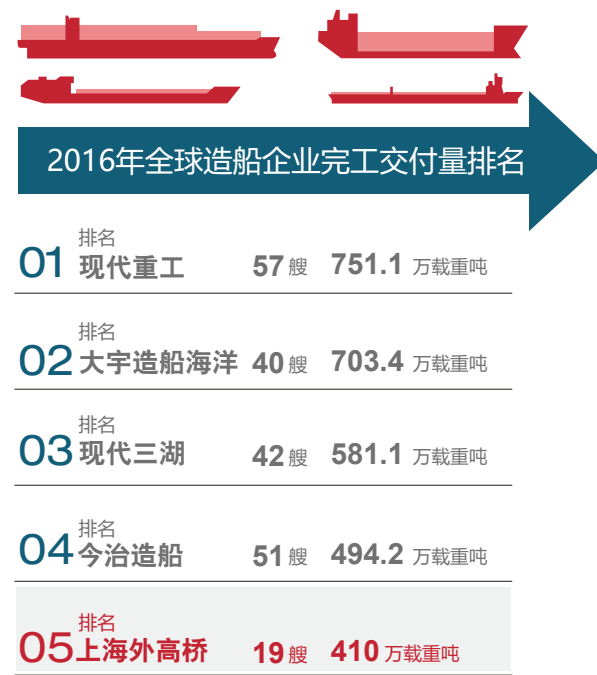 2016年全球造船企业完工交付量排名
排名
01 现代重工 57艘 751.1 万载重吨
排名
02 大宇造船海洋 40艘 703.4 万载重吨
排名
03 现代三湖 42艘 581.1 万载重吨
排名
04 今治造船 51艘 494.2 万载重吨
排名
05 上海外高桥 19艘 410 万载重吨